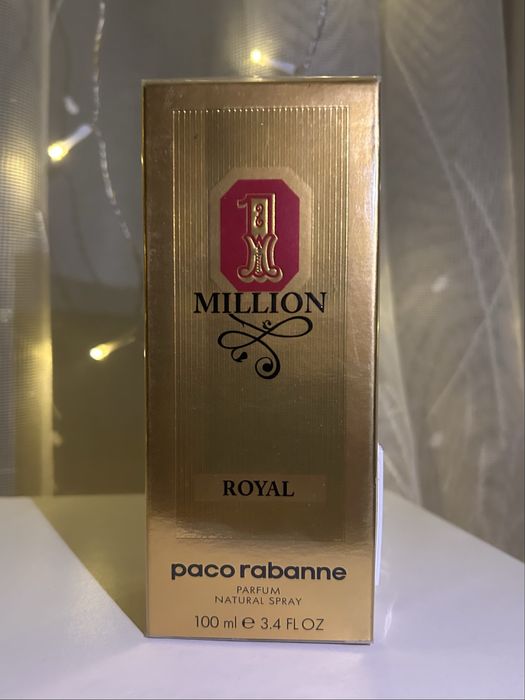 1
MILLION
ROYAL
paco rabanne
PARFUM
NATURAL SPRAY
100 ml e 3.4 FL OZ